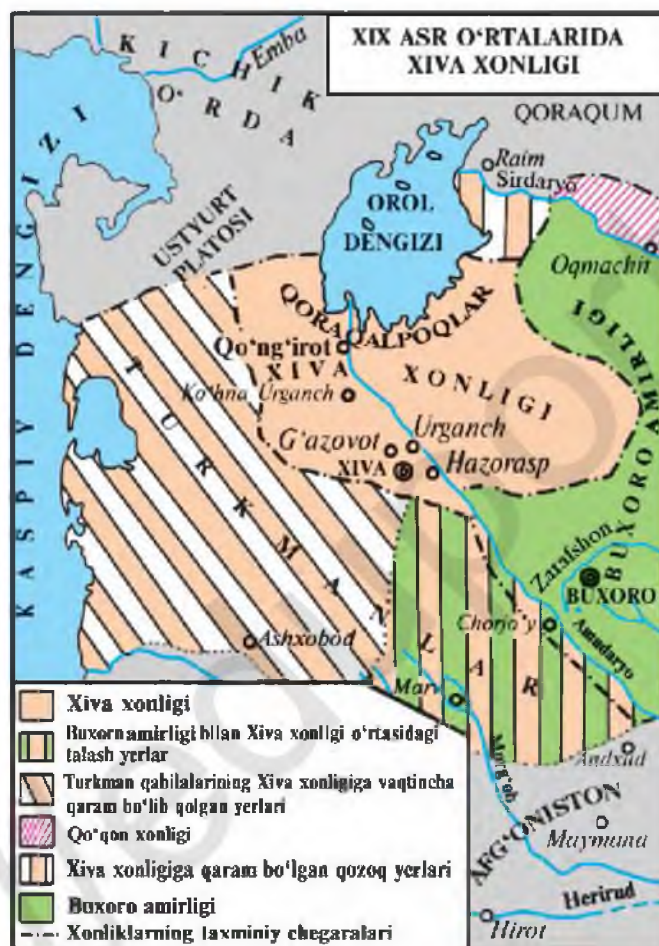 XIX ASR O‘RTALARIDA
XIVA XONLIGI
KICHIK
O‘RDA
Emba
QORAQUM
Raim
Sirdaryo
OROL
DENGIZI
Oqmachit
USTYURT
PLATOSI
KASPIY DENGIZI
QORAQALPOQLAR
Qo‘ng‘irot
XIVA
XONLIGI
Ko‘hna Urganch
Urganch
G‘azovot
XIVA
Hazorasp
BUXORO AMIRLIGI
TURKMANLAR
Zarafshon
BUXORO
Chorjo‘y
Amudaryo
Ashxobod
Marv
Andxud
Murg‘ob
AFG‘ONISTON
Maymana
Herirud
Hirot
Xiva xonligi
Buxoro amirligi bilan Xiva xonligi o‘rtasidagi
talash yerlar
Turkman qabilalarining Xiva xonligiga vaqtincha
qaram bo‘lib qolgan yerlari
Qo‘qon xonligi
Xiva xonligiga qaram bo‘lgan qozoq yerlari
Buxoro amirligi
Xonliklarning taxminiy chegaralari